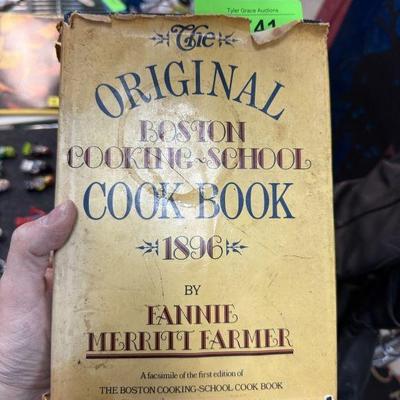 Tyler Grace Auctions
41
The
ORIGINAL
BOSTON
COOKING-SCHOOL
COOK BOOK
1896
BY
FANNIE
MERRITT FARMER
A facsimile of the first edition of
THE BOSTON COOKING-SCHOOL COOK BOOK